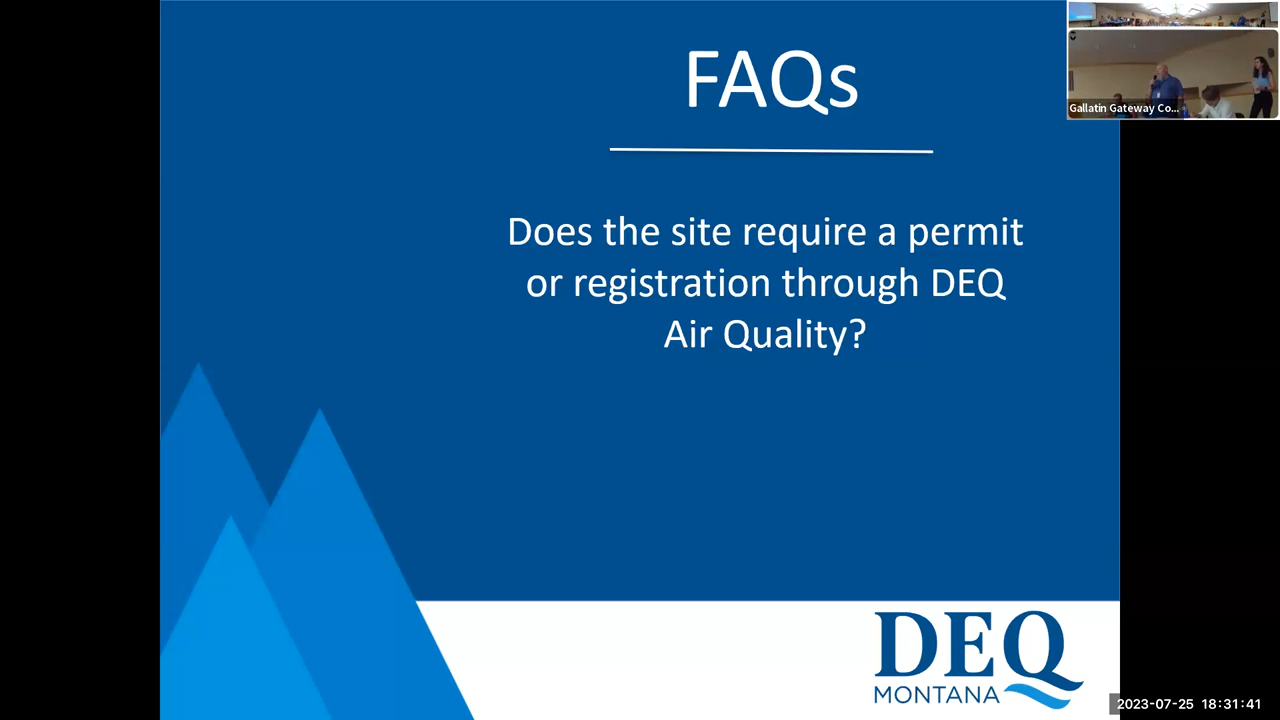 FAQs
Gallatin Gateway Co...
Does the site require a permit
or registration through DEQ
Air Quality?
DEQ
MONTANA
2023-07-25 18:31:41